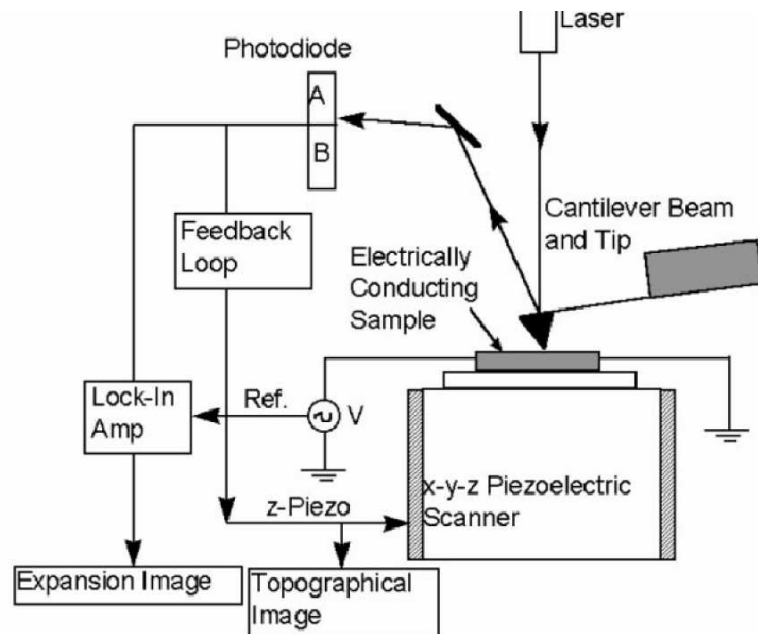 Laser
Photodiode
A
B
Cantilever Beam
and Tip
Feedback
Loop
Electrically
Conducting
Sample
Lock-In
Amp
Ref.
V
x-y-z Piezoelectric
Scanner
z-Piezo
Expansion Image
Topographical
Image